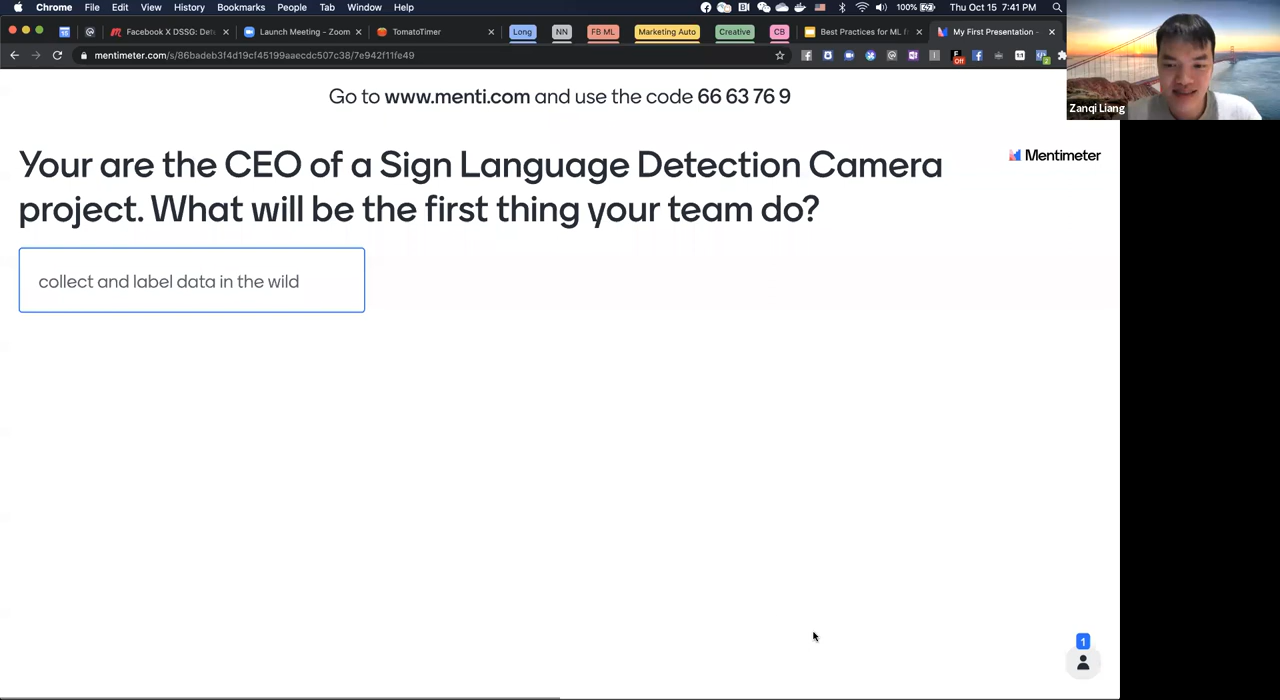 Chrome File Edit View History Bookmarks People Tab Window Help 100% Thu Oct 15 7:41 PM
Facebook X DSSG: Det Launch Meeting - Zoom TomatoTimer Long NN FB ML Marketing Auto Creative CB Best Practices for ML f My First Presentation -
mentimeter.com/s/86badeb3f4d19cf45199aaecdc507c38/7e942f11fe49
Off
Zanqi Liang
Go to www.menti.com and use the code 66 63 76 9
Your are the CEO of a Sign Language Detection Camera
project. What will be the first thing your team do?
Mentimeter
collect and label data in the wild
1